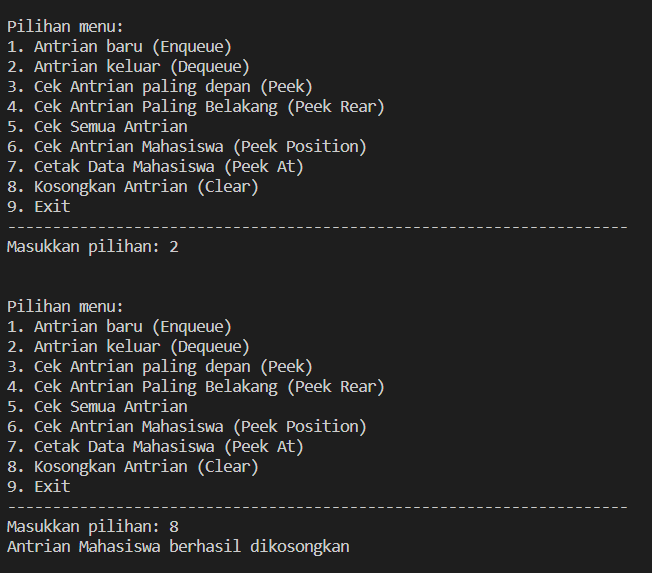 Pilihan menu:
1. Antrian baru (Enqueue)
2. Antrian keluar (Dequeue)
3. Cek Antrian paling depan (Peek)
4. Cek Antrian Paling Belakang (Peek Rear)
5. Cek Semua Antrian
6. Cek Antrian Mahasiswa (Peek Position)
7. Cetak Data Mahasiswa (Peek At)
8. Kosongkan Antrian (Clear)
9. Exit
---------------------------------------------------------------------
Masukkan pilihan: 2
Pilihan menu:
1. Antrian baru (Enqueue)
2. Antrian keluar (Dequeue)
3. Cek Antrian paling depan (Peek)
4. Cek Antrian Paling Belakang (Peek Rear)
5. Cek Semua Antrian
6. Cek Antrian Mahasiswa (Peek Position)
7. Cetak Data Mahasiswa (Peek At)
8. Kosongkan Antrian (Clear)
9. Exit
---------------------------------------------------------------------
Masukkan pilihan: 8
Antrian Mahasiswa berhasil dikosongkan